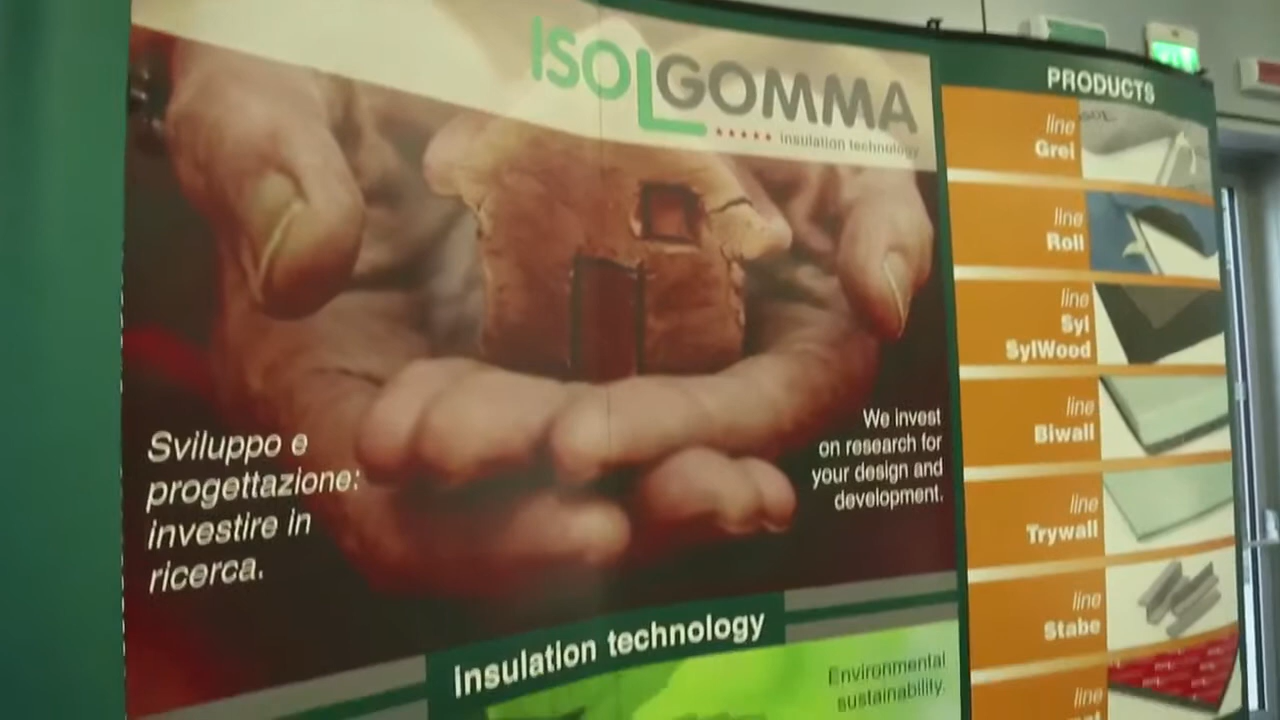 ISOLGOMMA
insulation technology
Sviluppo e
progettazione:
investire in
ricerca.
We invest
on research for
your design and
development.
Insulation technology
Environmental
sustainability.
PRODUCTS
line
Grei
line
Roll
line
Syl
SylWood
line
Biwall
line
Trywall
line
Stabe
line